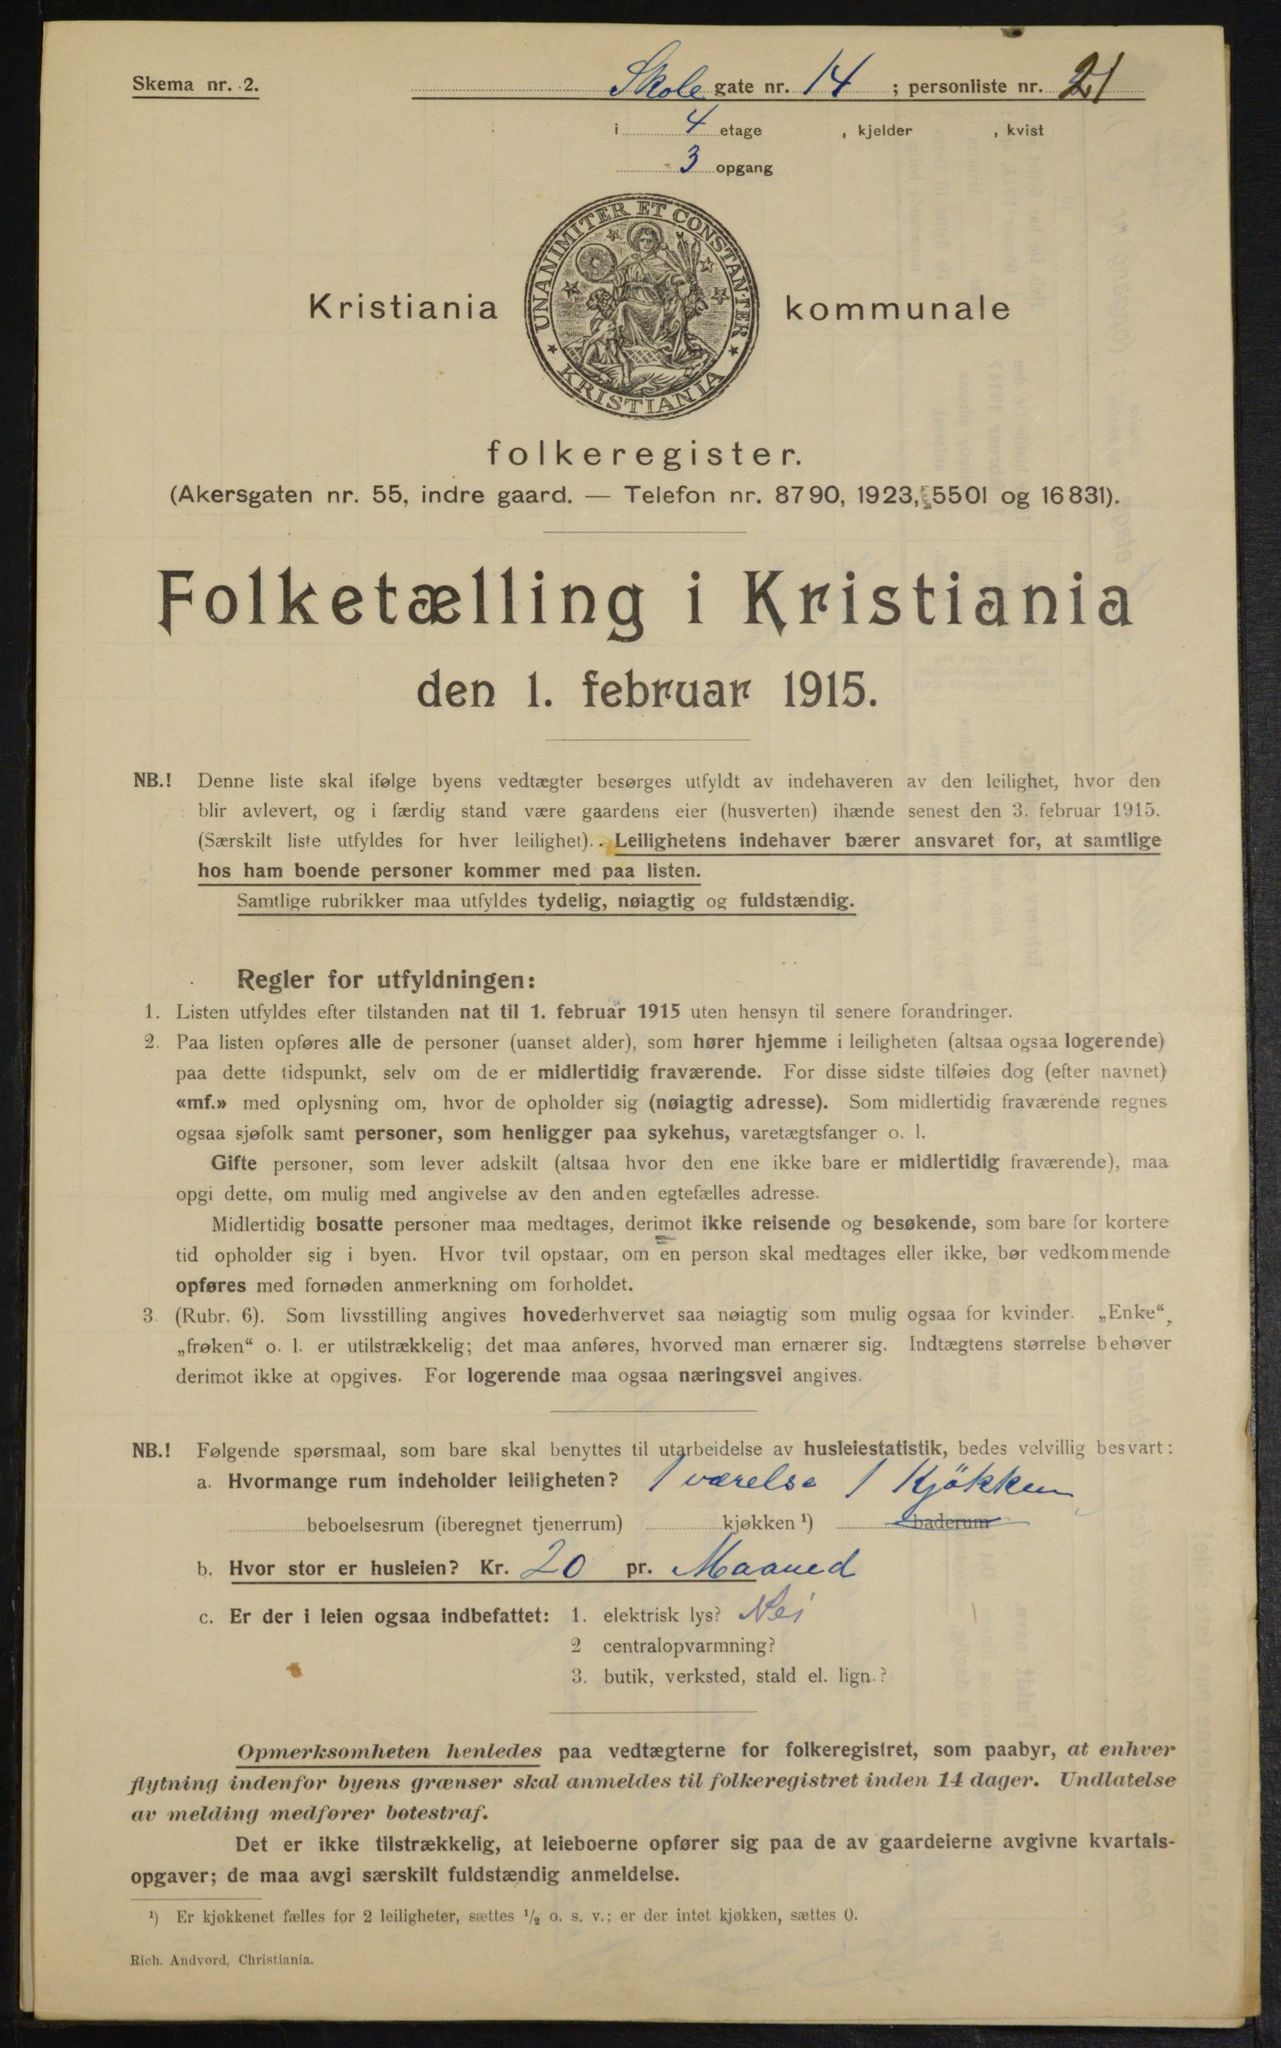 Skema nr. 2.
Skole gate nr. 14 ; personliste nr. 21
i 4 etage , kjelder , kvist
3 opgang
UNANIMITER ET CONSTANTER
KRISTIANIA
Kristiania kommunale
folkeregister.
(Akersgaten nr. 55, indre gaard. — Telefon nr. 8790, 1923, 5501 og 16831).
Folketælling i Kristiania
den 1. februar 1915.
NB.! Denne liste skal ifølge byens vedtægter besørges utfyldt av indehaveren av den leilighet, hvor den
blir avlevert, og i færdig stand være gaardens eier (husverten) ihænde senest den 3. februar 1915.
(Særskilt liste utfyldes for hver leilighet). Leilighetens indehaver bærer ansvaret for, at samtlige
hos ham boende personer kommer med paa listen.
Samtlige rubrikker maa utfyldes tydelig, nøiagtig og fuldstændig.
Regler for utfyldningen:
1. Listen utfyldes efter tilstanden nat til 1. februar 1915 uten hensyn til senere forandringer.
2. Paa listen opføres alle de personer (uanset alder), som hører hjemme i leiligheten (altsaa ogsaa logerende)
paa dette tidspunkt, selv om de er midlertidig fraværende. For disse sidste tilføies dog (efter navnet)
«mf.» med oplysning om, hvor de opholder sig (nøiagtig adresse). Som midlertidig fraværende regnes
ogsaa sjøfolk samt personer, som henligger paa sykehus, varetægtsfanger o. l.
Gifte personer, som lever adskilt (altsaa hvor den ene ikke bare er midlertidig fraværende), maa
opgi dette, om mulig med angivelse av den anden egtefælles adresse.
Midlertidig bosatte personer maa medtages, derimot ikke reisende og besøkende, som bare for kortere
tid opholder sig i byen. Hvor tvil opstaar, om en person skal medtages eller ikke, bør vedkommende
opføres med fornøden anmerkning om forholdet.
3. (Rubr. 6). Som livsstilling angives hovederhvervet saa nøiagtig som mulig ogsaa for kvinder. „Enke“,
„frøken“ o. l. er utilstrækkelig; det maa anføres, hvorved man ernærer sig. Indtægtens størrelse behøver
derimot ikke at opgives. For logerende maa ogsaa næringsvei angives.
NB.! Følgende spørsmaal, som bare skal benyttes til utarbeidelse av husleiestatistik, bedes velvillig besvart:
a. Hvormange rum indeholder leiligheten? 1 værelse 1 Kjökken
beboelsesrum (iberegnet tjenerrum) kjøkken ¹) baderum
b. Hvor stor er husleien? Kr. 20 pr. Maaned
c. Er der i leien ogsaa indbefattet: 1. elektrisk lys? Nei
2 centralopvarmning?
3. butik, verksted, stald el. lign.?
Opmerksomheten henledes paa vedtægterne for folkeregistret, som paabyr, at enhver
flytning indenfor byens grænser skal anmeldes til folkeregistret inden 14 dager. Undlatelse
av melding medfører bøtestraf.
Det er ikke tilstrækkelig, at leieboerne opfører sig paa de av gaardeierne avgivne kvartals-
opgaver; de maa avgi særskilt fuldstændig anmeldelse.
¹) Er kjøkkenet fælles for 2 leiligheter, sættes ½ o. s. v.; er der intet kjøkken, sættes 0.
Rich. Andvord, Christiania.